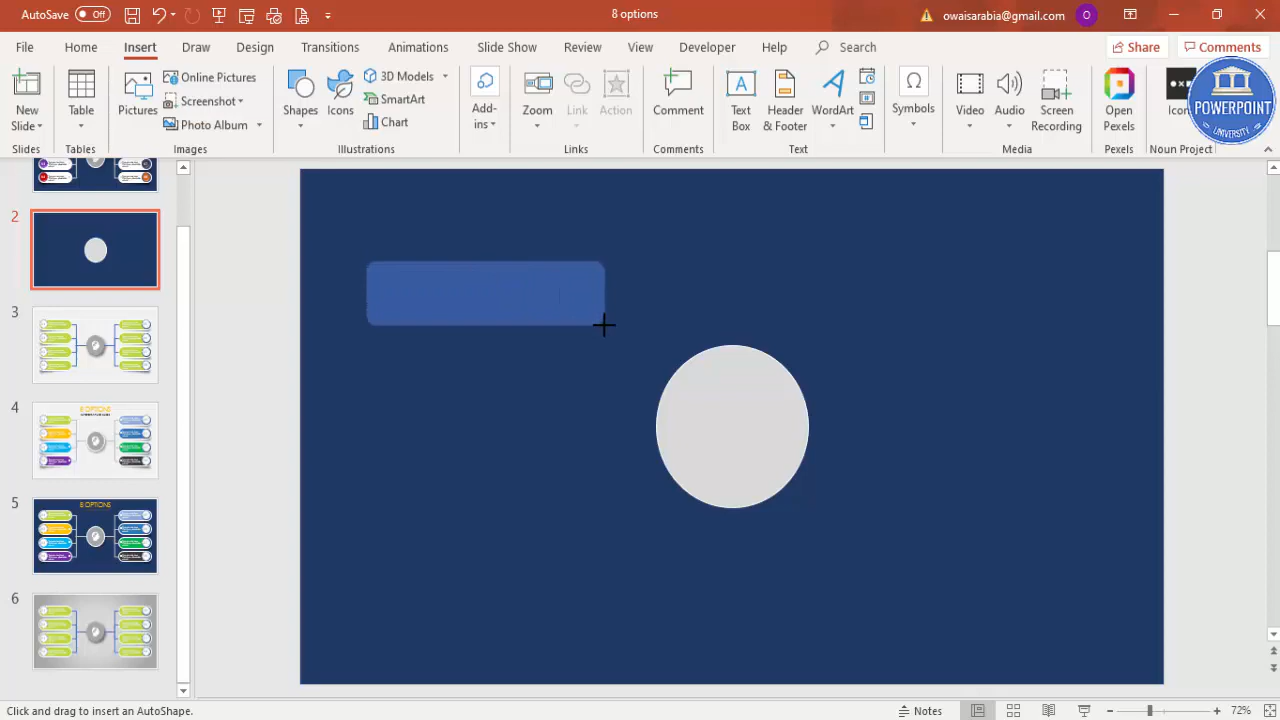 AutoSave Off 8 options owaisarabia@gmail.com O
File Home Insert Draw Design Transitions Animations Slide Show Review View Developer Help Search Share Comments
New Slide
Table
Pictures
Online Pictures
Screenshot
Photo Album
Shapes
Icons
3D Models
SmartArt
Chart
Add-ins
Zoom
Link
Action
Comment
Text Box
Header & Footer
WordArt
Symbols
Video
Audio
Screen Recording
Open Pexels
POWERPOINT
UNIVERSITY
Slides Tables Images Illustrations Links Comments Text Media Pexels Noun Project
2
3
4
8 OPTIONS
5
8 OPTIONS
6
Click and drag to insert an AutoShape. Notes 72%